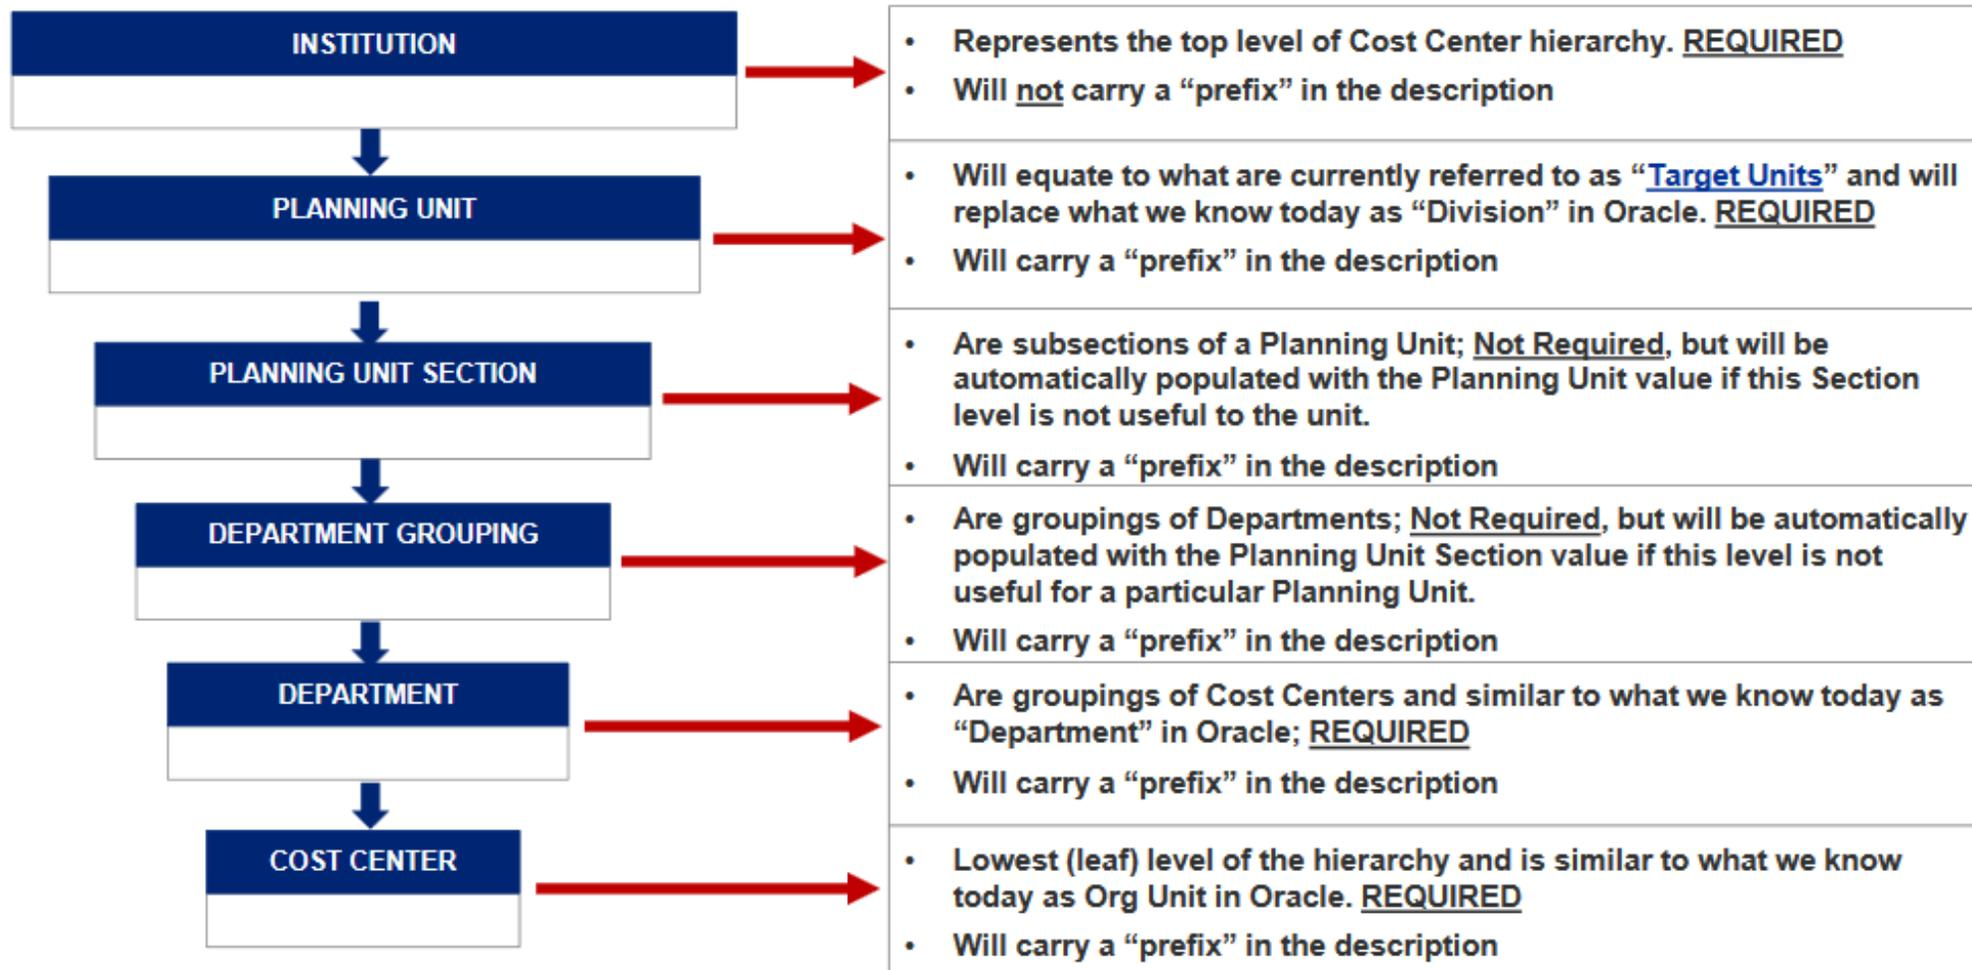 INSTITUTION
• Represents the top level of Cost Center hierarchy. REQUIRED
• Will not carry a “prefix” in the description
PLANNING UNIT
• Will equate to what are currently referred to as “Target Units” and will
replace what we know today as “Division” in Oracle. REQUIRED
• Will carry a “prefix” in the description
PLANNING UNIT SECTION
• Are subsections of a Planning Unit; Not Required, but will be
automatically populated with the Planning Unit value if this Section
level is not useful to the unit.
• Will carry a “prefix” in the description
DEPARTMENT GROUPING
• Are groupings of Departments; Not Required, but will be automatically
populated with the Planning Unit Section value if this level is not
useful for a particular Planning Unit.
• Will carry a “prefix” in the description
DEPARTMENT
• Are groupings of Cost Centers and similar to what we know today as
“Department” in Oracle; REQUIRED
• Will carry a “prefix” in the description
COST CENTER
• Lowest (leaf) level of the hierarchy and is similar to what we know
today as Org Unit in Oracle. REQUIRED
• Will carry a “prefix” in the description